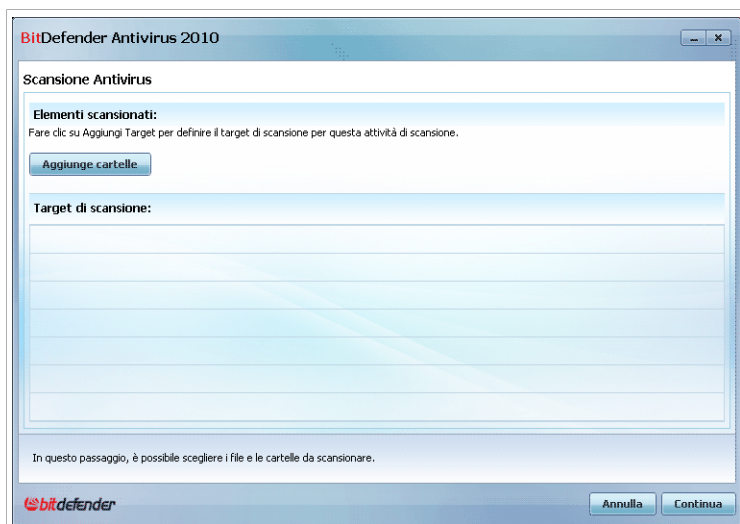 BitDefender Antivirus 2010
Scansione Antivirus
Elementi scansionati:
Fare clic su Aggiungi Target per definire il target di scansione per questa attività di scansione.
Aggiunge cartelle
Target di scansione:
In questo passaggio, è possibile scegliere i file e le cartelle da scansionare.
bitdefender
Annulla Continua